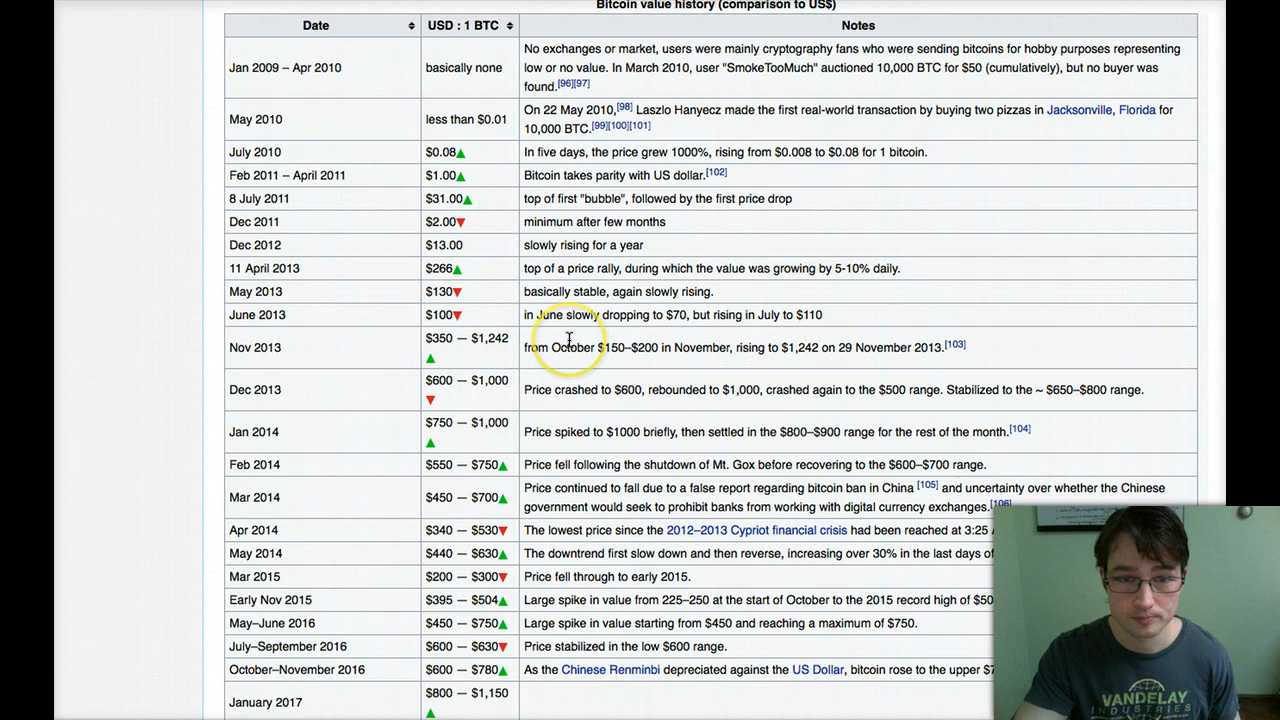 Bitcoin value history (comparison to US$)
Date USD : 1 BTC Notes
Jan 2009 – Apr 2010 basically none No exchanges or market, users were mainly cryptography fans who were sending bitcoins for hobby purposes representing
low or no value. In March 2010, user "SmokeTooMuch" auctioned 10,000 BTC for $50 (cumulatively), but no buyer was
found.[96][97]
May 2010 less than $0.01 On 22 May 2010,[98] Laszlo Hanyecz made the first real-world transaction by buying two pizzas in Jacksonville, Florida for
10,000 BTC.[99][100][101]
July 2010 $0.08▲ In five days, the price grew 1000%, rising from $0.008 to $0.08 for 1 bitcoin.
Feb 2011 – April 2011 $1.00▲ Bitcoin takes parity with US dollar.[102]
8 July 2011 $31.00▲ top of first "bubble", followed by the first price drop
Dec 2011 $2.00▼ minimum after few months
Dec 2012 $13.00 slowly rising for a year
11 April 2013 $266▲ top of a price rally, during which the value was growing by 5-10% daily.
May 2013 $130▼ basically stable, again slowly rising.
June 2013 $100▼ in June slowly dropping to $70, but rising in July to $110
Nov 2013 $350 — $1,242▲ from October $150–$200 in November, rising to $1,242 on 29 November 2013.[103]
Dec 2013 $600 — $1,000▼ Price crashed to $600, rebounded to $1,000, crashed again to the $500 range. Stabilized to the ~ $650–$800 range.
Jan 2014 $750 — $1,000▲ Price spiked to $1000 briefly, then settled in the $800–$900 range for the rest of the month.[104]
Feb 2014 $550 — $750▲ Price fell following the shutdown of Mt. Gox before recovering to the $600–$700 range.
Mar 2014 $450 — $700▲ Price continued to fall due to a false report regarding bitcoin ban in China [105] and uncertainty over whether the Chinese
government would seek to prohibit banks from working with digital currency exchanges.[106]
Apr 2014 $340 — $530▼ The lowest price since the 2012–2013 Cypriot financial crisis had been reached at 3:25
May 2014 $440 — $630▲ The downtrend first slow down and then reverse, increasing over 30% in the last days of
Mar 2015 $200 — $300▼ Price fell through to early 2015.
Early Nov 2015 $395 — $504▲ Large spike in value from 225–250 at the start of October to the 2015 record high of $50
May–June 2016 $450 — $750▲ Large spike in value starting from $450 and reaching a maximum of $750.
July–September 2016 $600 — $630▼ Price stabilized in the low $600 range.
October–November 2016 $600 — $780▲ As the Chinese Renminbi depreciated against the US Dollar, bitcoin rose to the upper $7
January 2017 $800 — $1,150▲
VANDELAY
INDUSTRIES